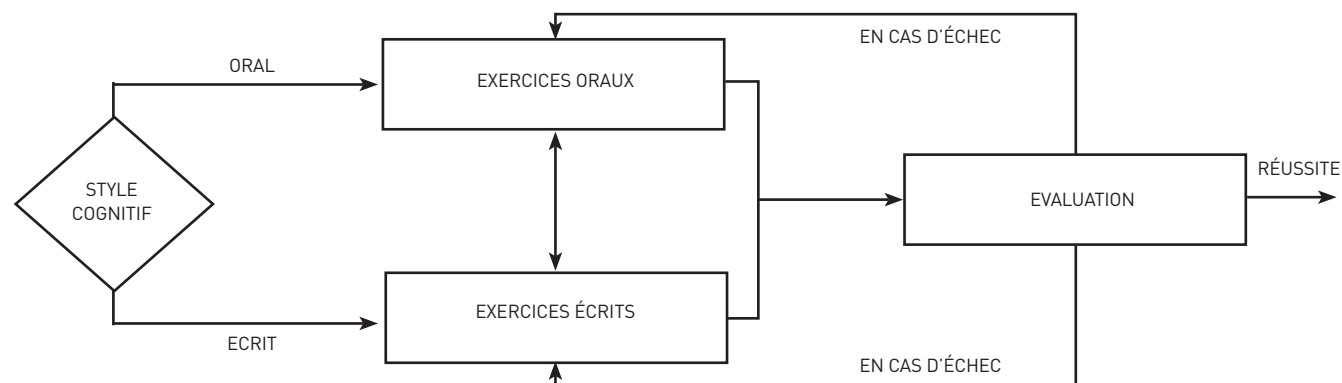 EN CAS D'ÉCHEC
ORAL
EXERCICES ORAUX
STYLE
COGNITIF
EVALUATION
RÉUSSITE
EXERCICES ÉCRITS
ECRIT
EN CAS D'ÉCHEC